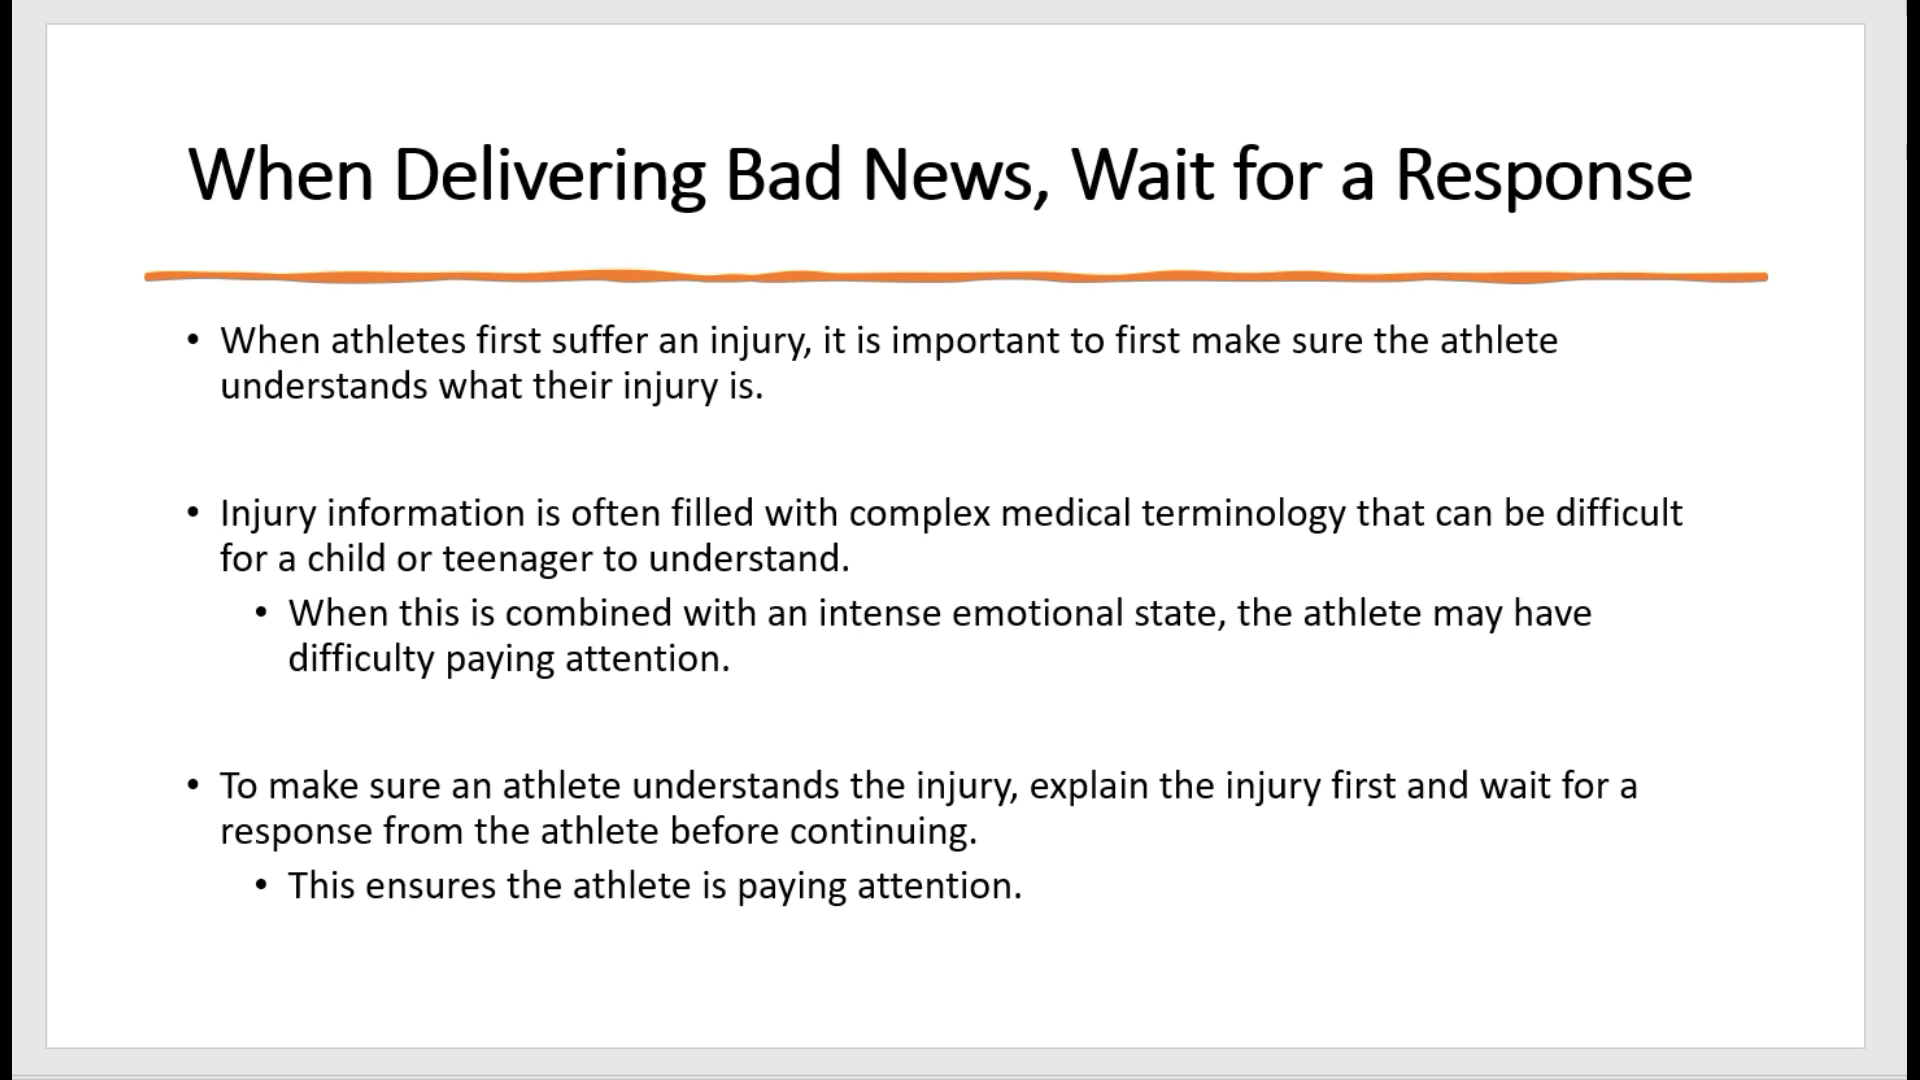 When Delivering Bad News, Wait for a Response
• When athletes first suffer an injury, it is important to first make sure the athlete
understands what their injury is.
• Injury information is often filled with complex medical terminology that can be difficult
for a child or teenager to understand.
• When this is combined with an intense emotional state, the athlete may have
difficulty paying attention.
• To make sure an athlete understands the injury, explain the injury first and wait for a
response from the athlete before continuing.
• This ensures the athlete is paying attention.